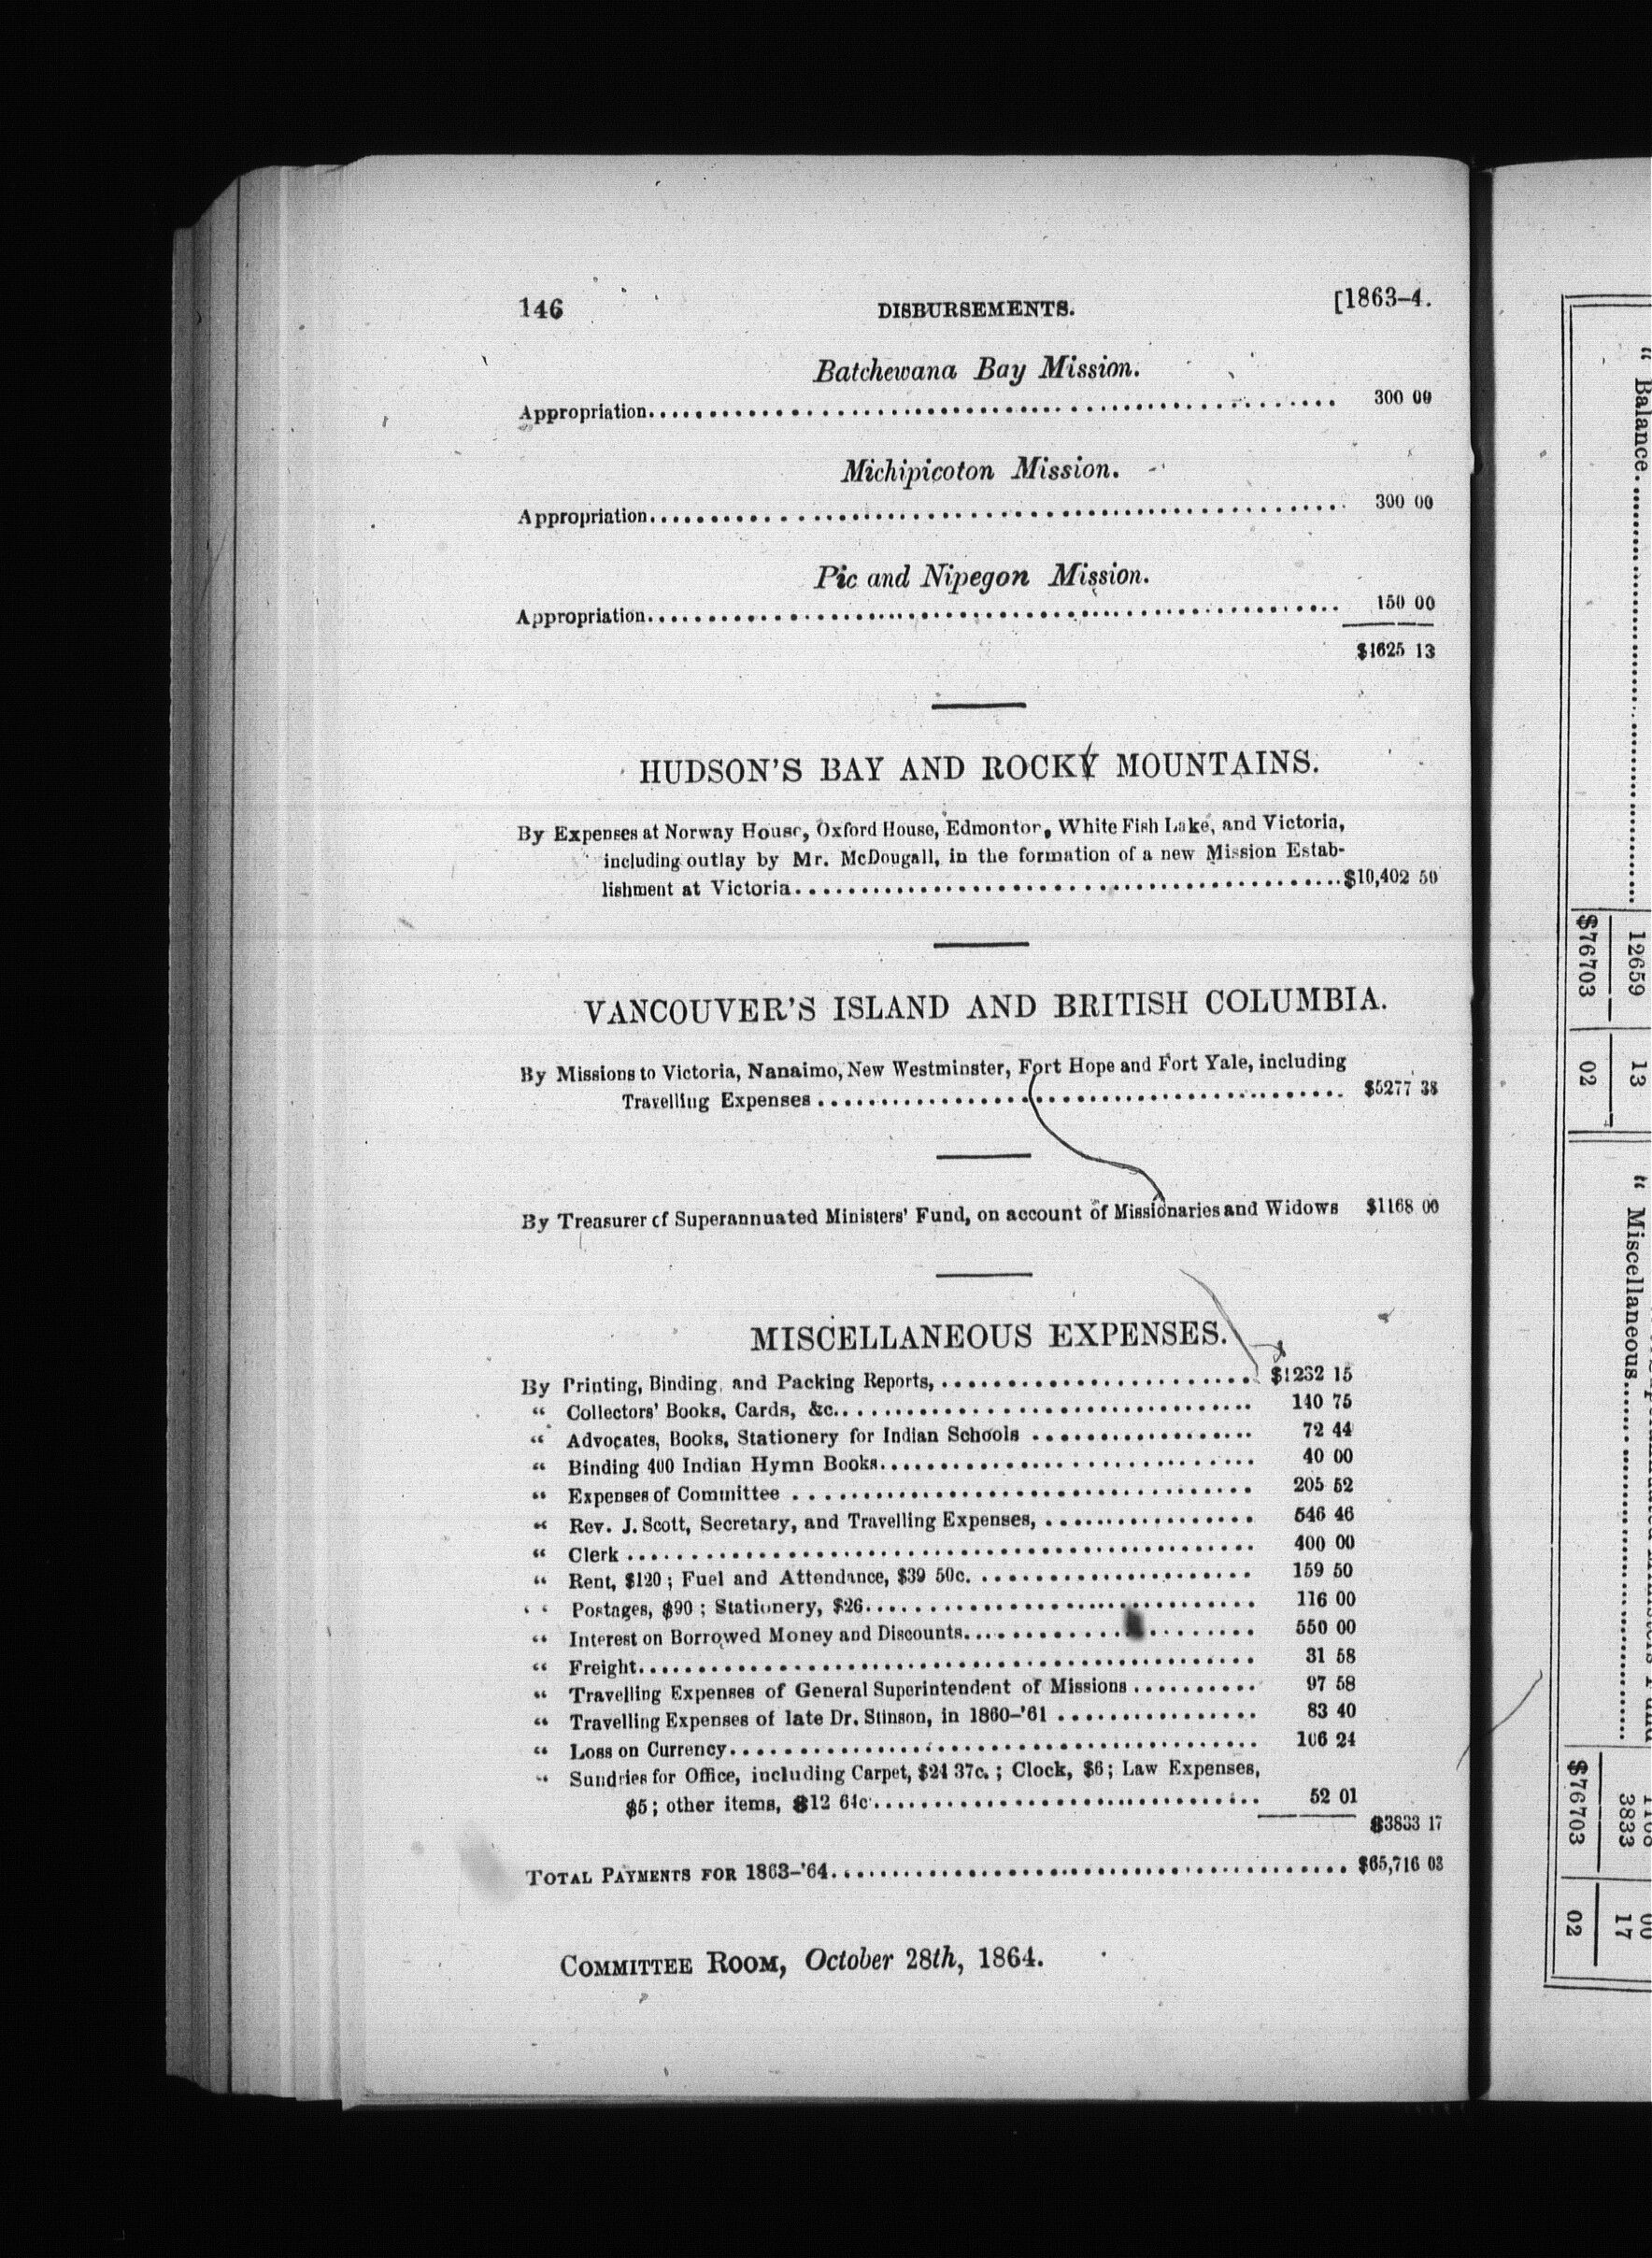 146 DISBURSEMENTS. [1863–4.
Batchewana Bay Mission.
Appropriation........ 300 00
Michipicoton Mission.
Appropriation........ 300 00
Pic and Nipegon Mission.
Appropriation........ 150 00
$1625 13
HUDSON'S BAY AND ROCKY MOUNTAINS.
By Expenses at Norway House, Oxford House, Edmonton, White Fish Lake, and Victoria,
including outlay by Mr. McDougall, in the formation of a new Mission Estab-
lishment at Victoria........ $10,402 50
VANCOUVER'S ISLAND AND BRITISH COLUMBIA.
By Missions to Victoria, Nanaimo, New Westminster, Fort Hope and Fort Yale, including
Travelling Expenses........ $5277 38
By Treasurer of Superannuated Ministers' Fund, on account of Missionaries and Widows $1168 00
MISCELLANEOUS EXPENSES.
By Printing, Binding, and Packing Reports,........ $1232 15
“ Collectors' Books, Cards, &c........ 140 75
“ Advocates, Books, Stationery for Indian Schools........ 72 44
“ Binding 400 Indian Hymn Books........ 40 00
“ Expenses of Committee........ 205 52
“ Rev. J. Scott, Secretary, and Travelling Expenses,........ 546 46
“ Clerk........ 400 00
“ Rent, $120; Fuel and Attendance, $39 50c........ 159 50
“ Postages, $90; Stationery, $26........ 116 00
“ Interest on Borrowed Money and Discounts........ 550 00
“ Freight........ 31 58
“ Travelling Expenses of General Superintendent of Missions........ 97 58
“ Travelling Expenses of late Dr. Stinson, in 1860–'61........ 83 40
“ Loss on Currency........ 106 24
“ Sundries for Office, including Carpet, $24 37c.; Clock, $6; Law Expenses,
$5; other items, $12 64c........ 52 01
$3833 17
TOTAL PAYMENTS FOR 1863–'64........ $65,716 03
COMMITTEE ROOM, October 28th, 1864.
“ Balance........ 12659 13
$76703 02
“ Miscellaneous........ 3833 17
$76703 02